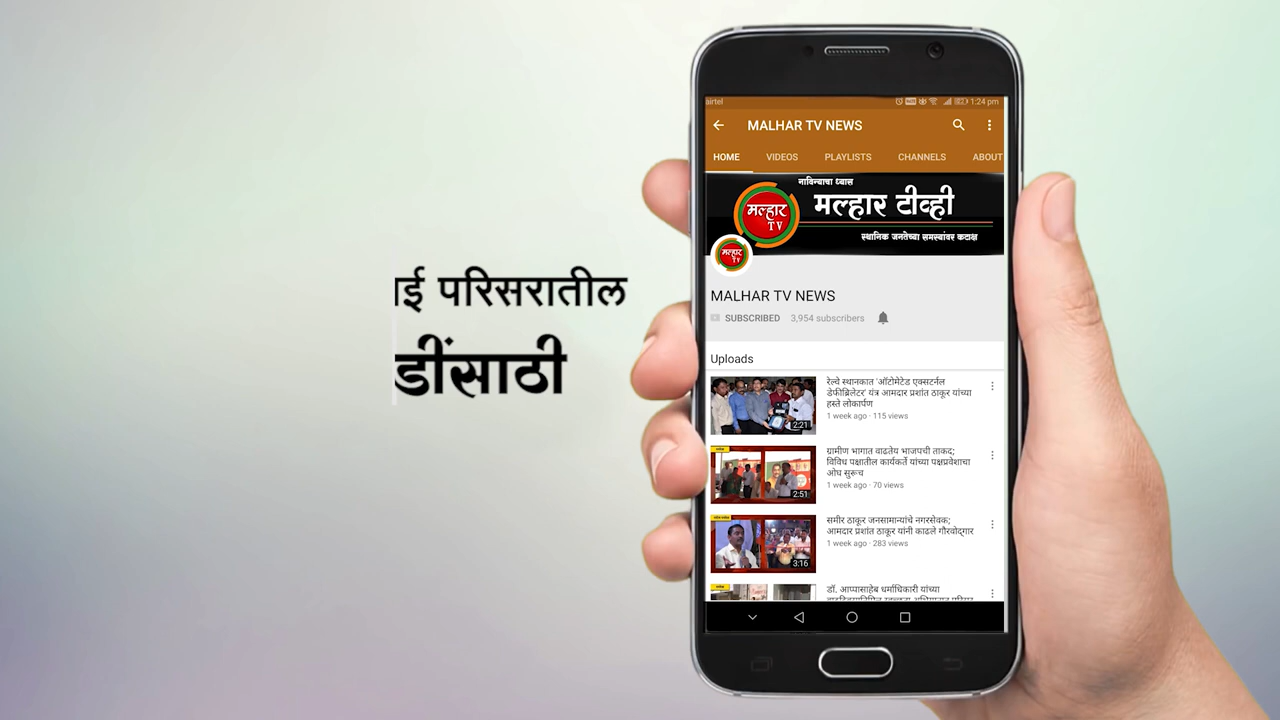 ाई परिसरातील
डींसाठी
airtel
1:24 pm
MALHAR TV NEWS
HOME VIDEOS PLAYLISTS CHANNELS ABOUT
नाविन्याचा ध्यास
मल्हार टीव्ही
मल्हार
TV
स्थानिक जनतेच्या समस्यांवर कटाक्ष
मल्हार
TV
MALHAR TV NEWS
SUBSCRIBED 3,954 subscribers
Uploads
रेल्वे स्थानकात 'ऑटोमेटेड एक्सटर्नल
डेफीब्रिलेटर' यंत्र आमदार प्रशांत ठाकूर यांच्या
हस्ते लोकार्पण
1 week ago · 115 views
2:21
ग्रामीण भागात वाढतेय भाजपची ताकद;
विविध पक्षातील कार्यकर्ते यांच्या पक्षप्रवेशाचा
ओघ सुरूच
1 week ago · 70 views
2:51
समीर ठाकूर जनसामान्यांचे नगरसेवक;
आमदार प्रशांत ठाकूर यांनी काढले गौरवोद्गार
1 week ago · 283 views
3:16
डॉ. आप्पासाहेब धर्माधिकारी यांच्या